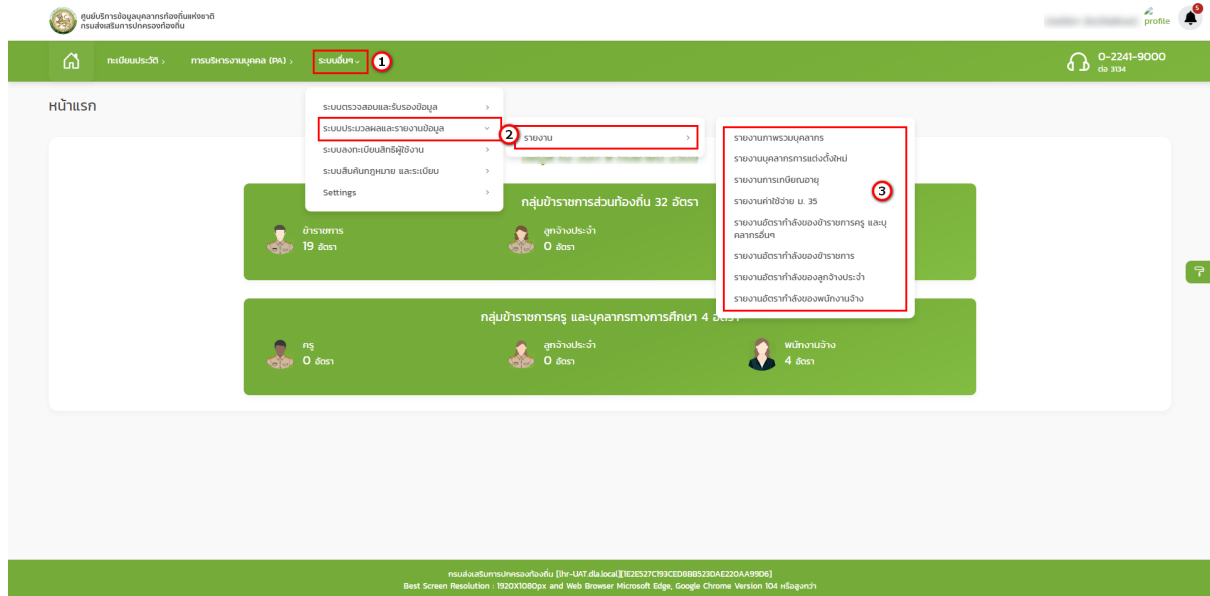 ศูนย์บริการข้อมูลบุคลากรท้องถิ่นแห่งชาติ
กรมส่งเสริมการปกครองท้องถิ่น
profile
5
ทะเบียนประวัติ ›
การบริหารงานบุคคล (PA) ›
ระบบอื่นๆ
1
0-2241-9000
ต่อ 3134
หน้าแรก
ระบบตรวจสอบและรับรองข้อมูล ›
ระบบประมวลผลและรายงานข้อมูล
2
ระบบลงทะเบียนสิทธิผู้ใช้งาน ›
ระบบสืบค้นกฎหมาย และระเบียบ ›
Settings ›
รายงาน ›
รายงานภาพรวมบุคลากร
รายงานบุคลากรการแต่งตั้งใหม่
รายงานการเกษียณอายุ
3
รายงานค่าใช้จ่าย ม. 35
รายงานอัตรากำลังของข้าราชการครู และบุ
คลากรอื่นๆ
รายงานอัตรากำลังของข้าราชการ
รายงานอัตรากำลังของลูกจ้างประจำ
รายงานอัตรากำลังของพนักงานจ้าง
กลุ่มข้าราชการส่วนท้องถิ่น 32 อัตรา
ข้าราชการ
19 อัตรา
ลูกจ้างประจำ
0 อัตรา
กลุ่มข้าราชการครู และบุคลากรทางการศึกษา 4 อัตรา
ครู
0 อัตรา
ลูกจ้างประจำ
0 อัตรา
พนักงานจ้าง
4 อัตรา
กรมส่งเสริมการปกครองท้องถิ่น [lhr-UAT.dla.local][1E2E527C193CED8BB523DAE220AA99D6]
Best Screen Resolution : 1920X1080px and Web Browser Microsoft Edge, Google Chrome Version 104 หรือสูงกว่า